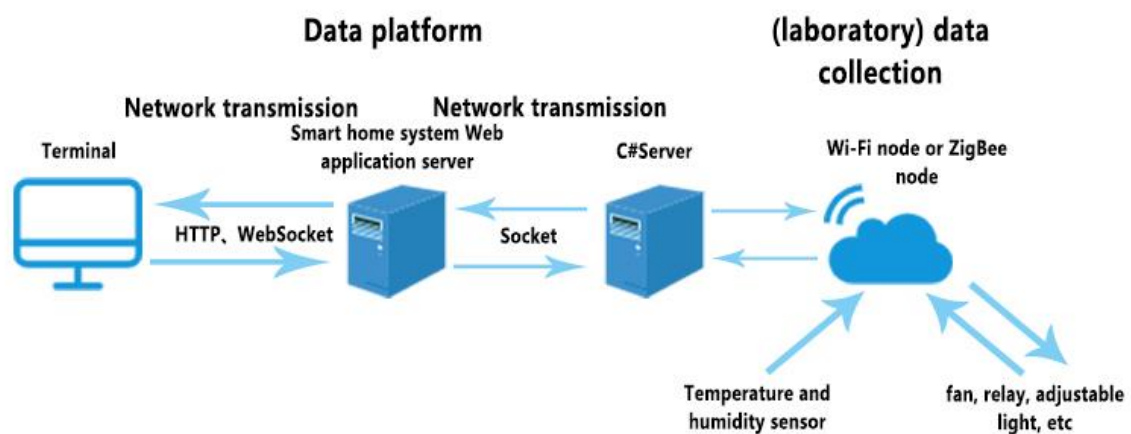 Data platform
(laboratory) data
collection
Network transmission
Network transmission
Terminal
Smart home system Web
application server
C#Server
Wi-Fi node or ZigBee
node
HTTP、WebSocket
Socket
Temperature and
humidity sensor
fan, relay, adjustable
light, etc